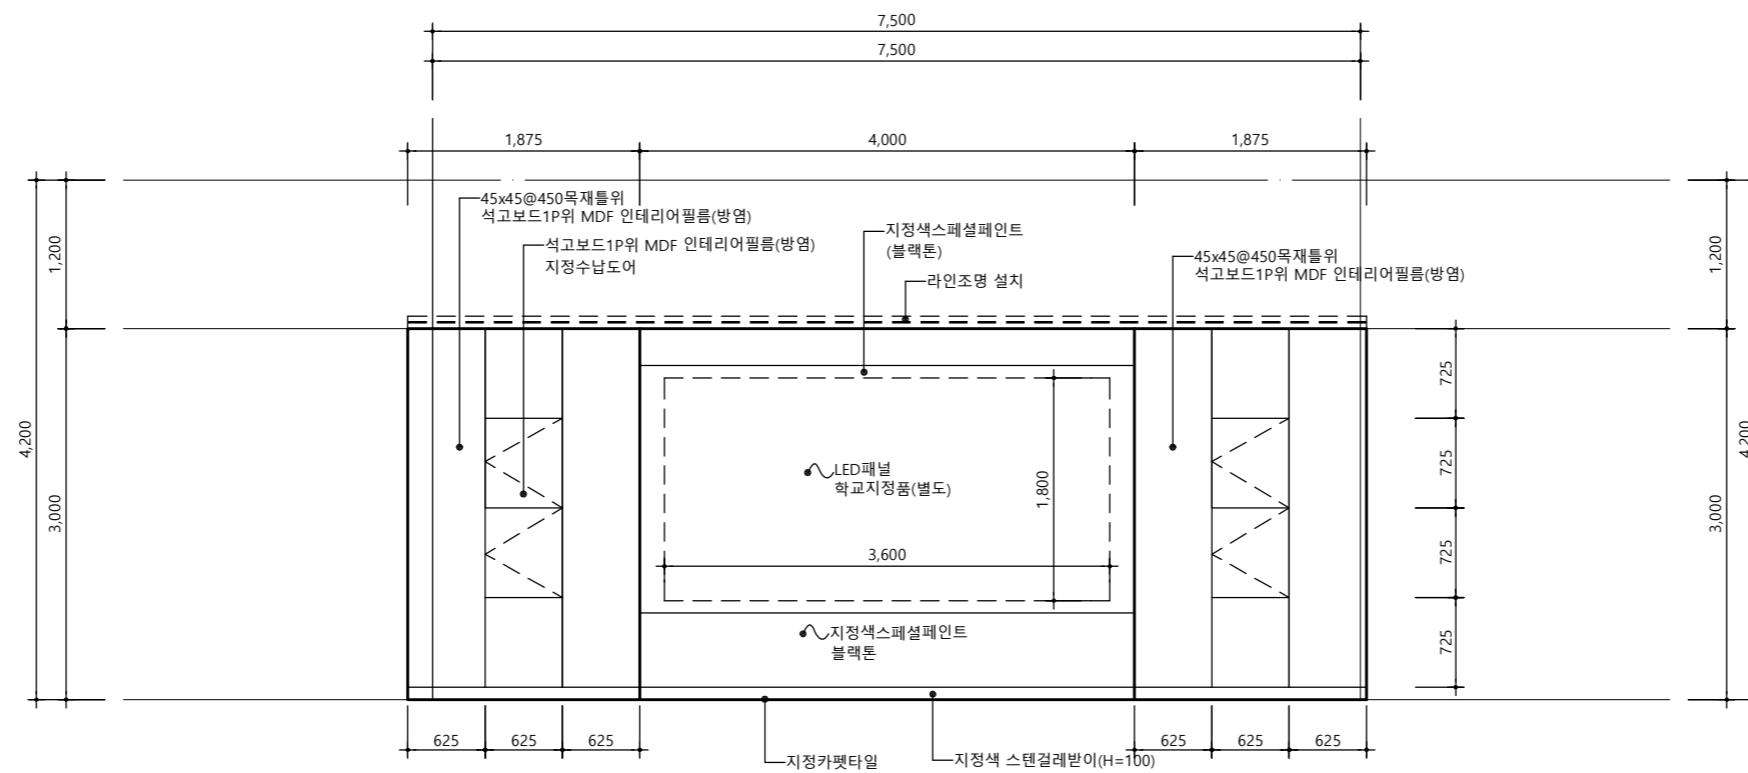 7,500
7,500
1,875
4,000
1,875
45x45@450목재틀위
석고보드1P위 MDF 인테리어필름(방염)
석고보드1P위 MDF 인테리어필름(방염)
지정수납도어
지정색스페셜페인트
(블랙톤)
라인조명 설치
45x45@450목재틀위
석고보드1P위 MDF 인테리어필름(방염)
1,200
1,200
4,200
3,000
725
725
725
725
3,000
4,200
LED패널
학교지정품(별도)
1,800
3,600
지정색스페셜페인트
블랙톤
625
625
625
지정카펫타일
지정색 스텐걸레받이(H=100)
625
625
625